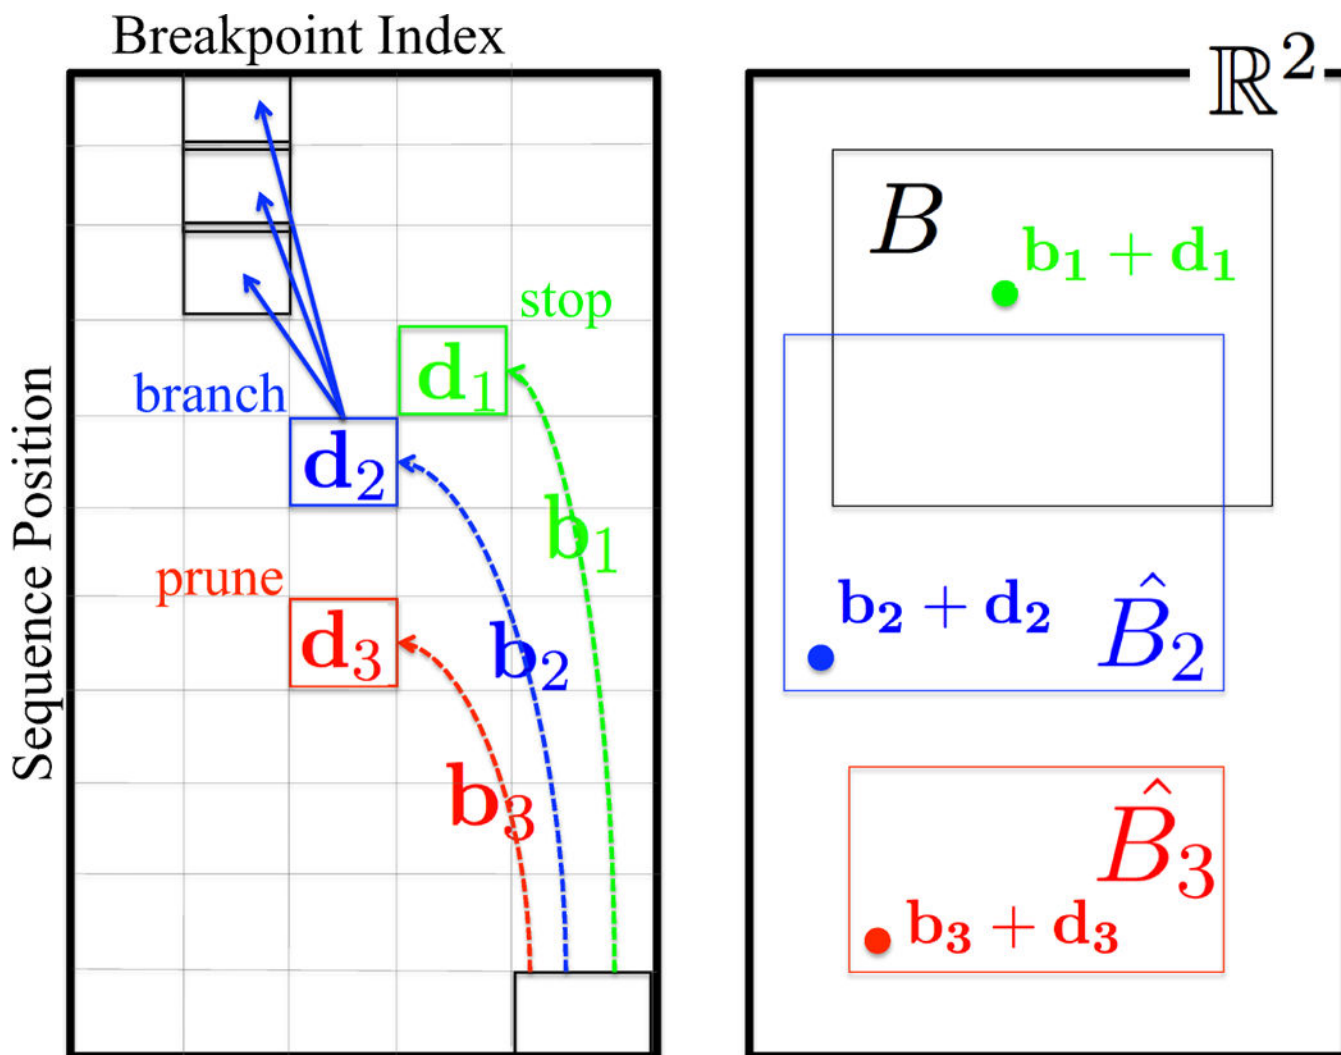 Breakpoint Index
Sequence Position
stop
d₁
branch
d₂
b₁
prune
d₃
b₂
b₃
ℝ²
B
b₁ + d₁
b₂ + d₂
B̂₂
B̂₃
b₃ + d₃